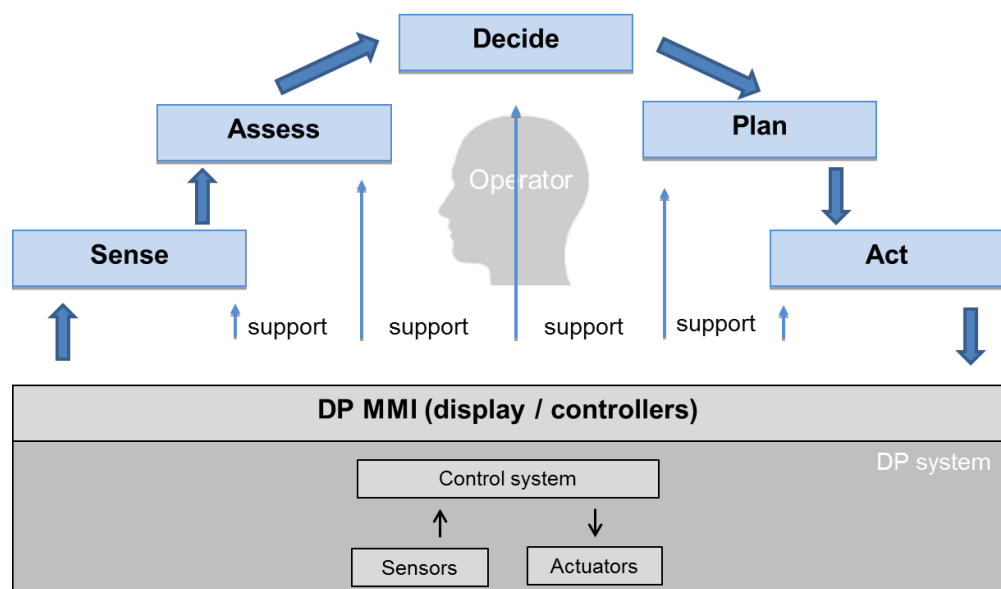 Decide
Assess
Plan
Operator
Sense
Act
support
support
support
support
DP MMI (display / controllers)
DP system
Control system
Sensors
Actuators